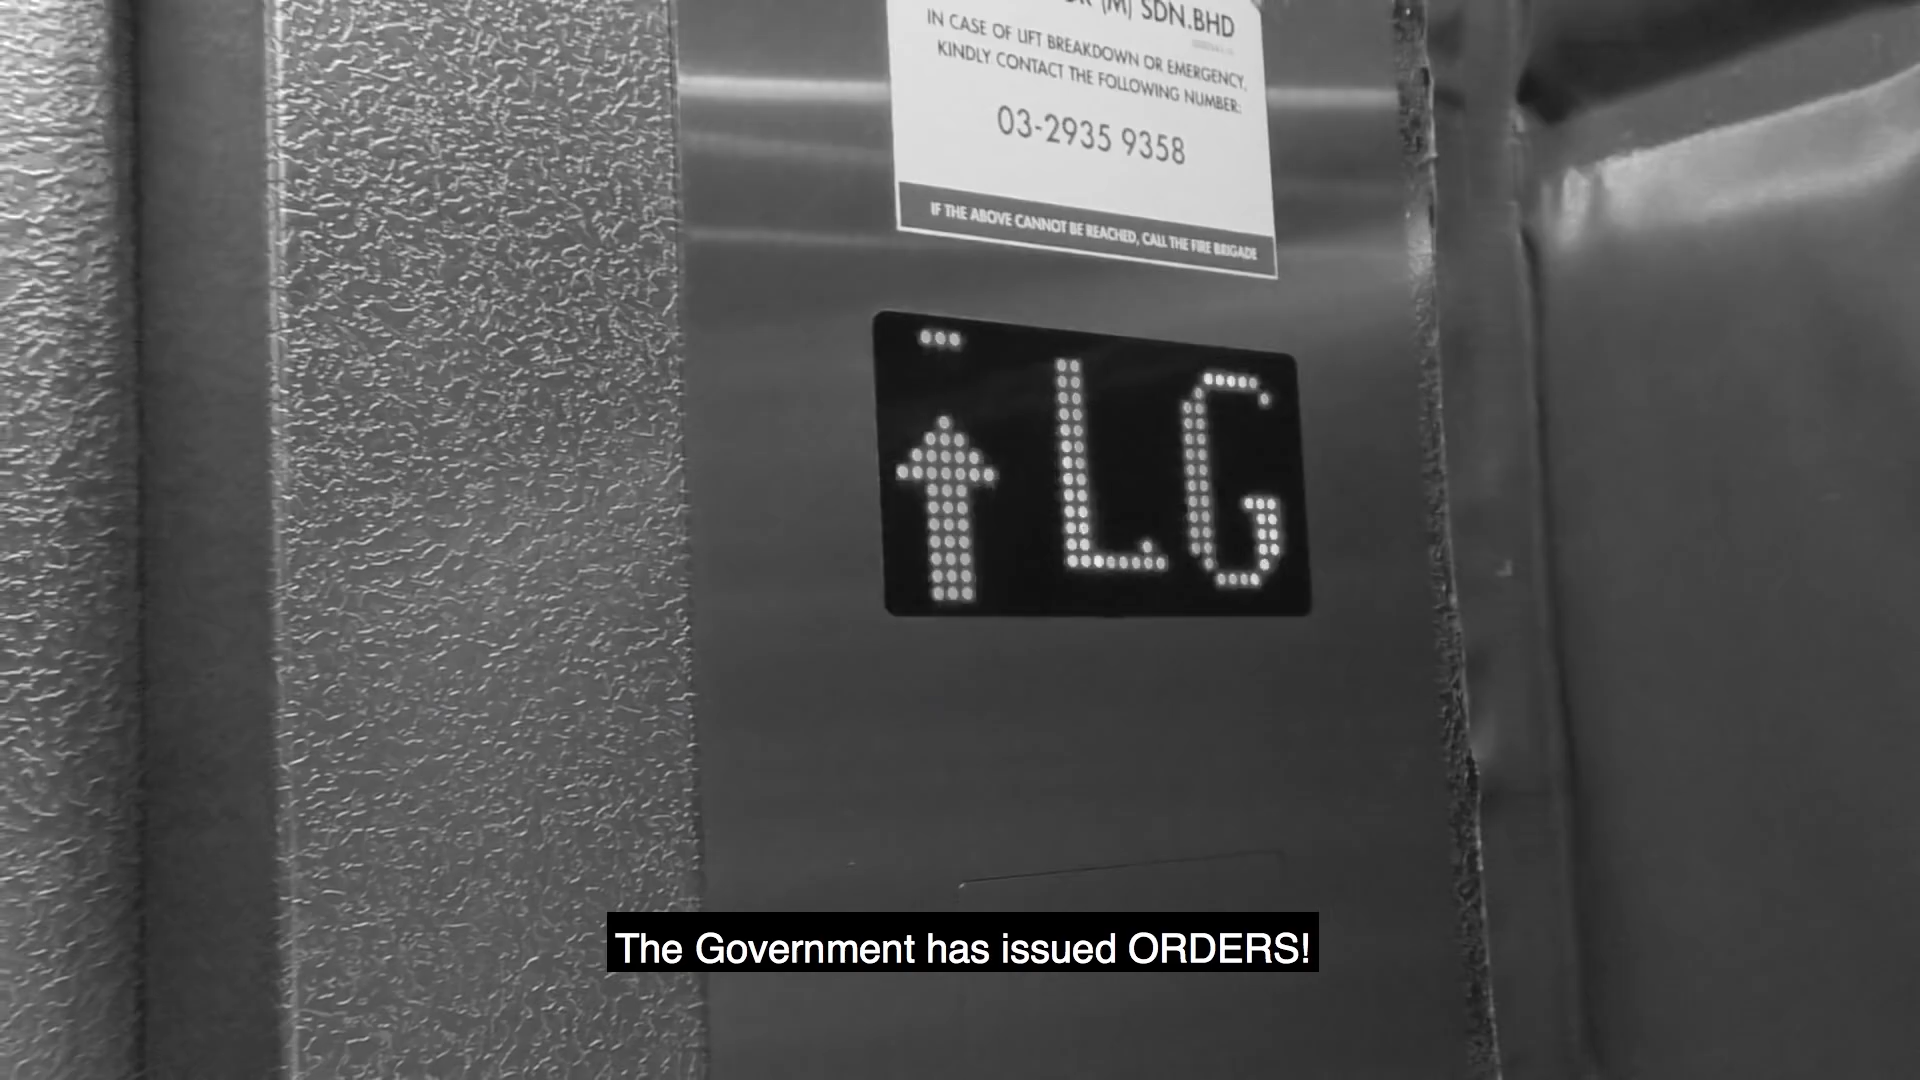 (M) SDN.BHD
IN CASE OF LIFT BREAKDOWN OR EMERGENCY,
KINDLY CONTACT THE FOLLOWING NUMBER:
03-2935 9358
IF THE ABOVE CANNOT BE REACHED, CALL THE FIRE BRIGADE
LG
The Government has issued ORDERS!